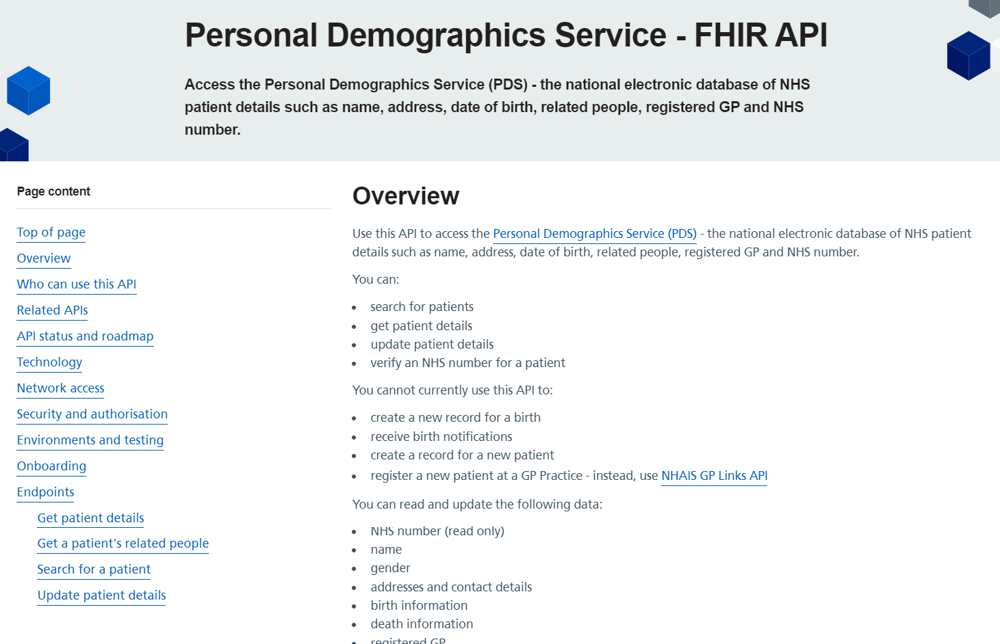 Personal Demographics Service - FHIR API
Access the Personal Demographics Service (PDS) - the national electronic database of NHS
patient details such as name, address, date of birth, related people, registered GP and NHS
number.
Page content
Top of page
Overview
Who can use this API
Related APIs
API status and roadmap
Technology
Network access
Security and authorisation
Environments and testing
Onboarding
Endpoints
Get patient details
Get a patient's related people
Search for a patient
Update patient details
Overview
Use this API to access the Personal Demographics Service (PDS) - the national electronic database of NHS patient
details such as name, address, date of birth, related people, registered GP and NHS number.
You can:
search for patients
get patient details
update patient details
verify an NHS number for a patient
You cannot currently use this API to:
create a new record for a birth
receive birth notifications
create a record for a new patient
register a new patient at a GP Practice - instead, use NHAIS GP Links API
You can read and update the following data:
NHS number (read only)
name
gender
addresses and contact details
birth information
death information
registered GP